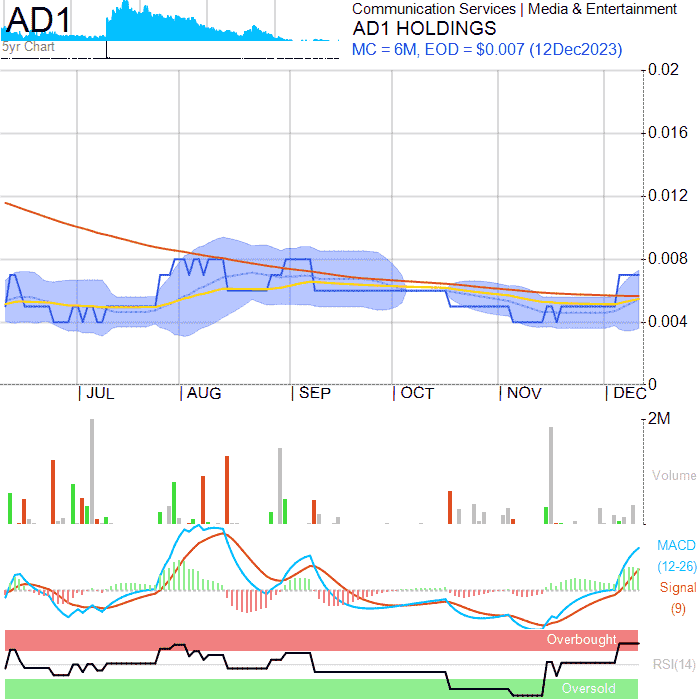 AD1
5yr Chart
Communication Services | Media & Entertainment
AD1 HOLDINGS
MC = 6M, EOD = $0.007 (12Dec2023)
0.02
0.016
0.012
0.008
0.004
0
JUL AUG SEP OCT NOV DEC
2M
Volume
MACD
(12-26)
Signal
(9)
Overbought
RSI(14)
Oversold